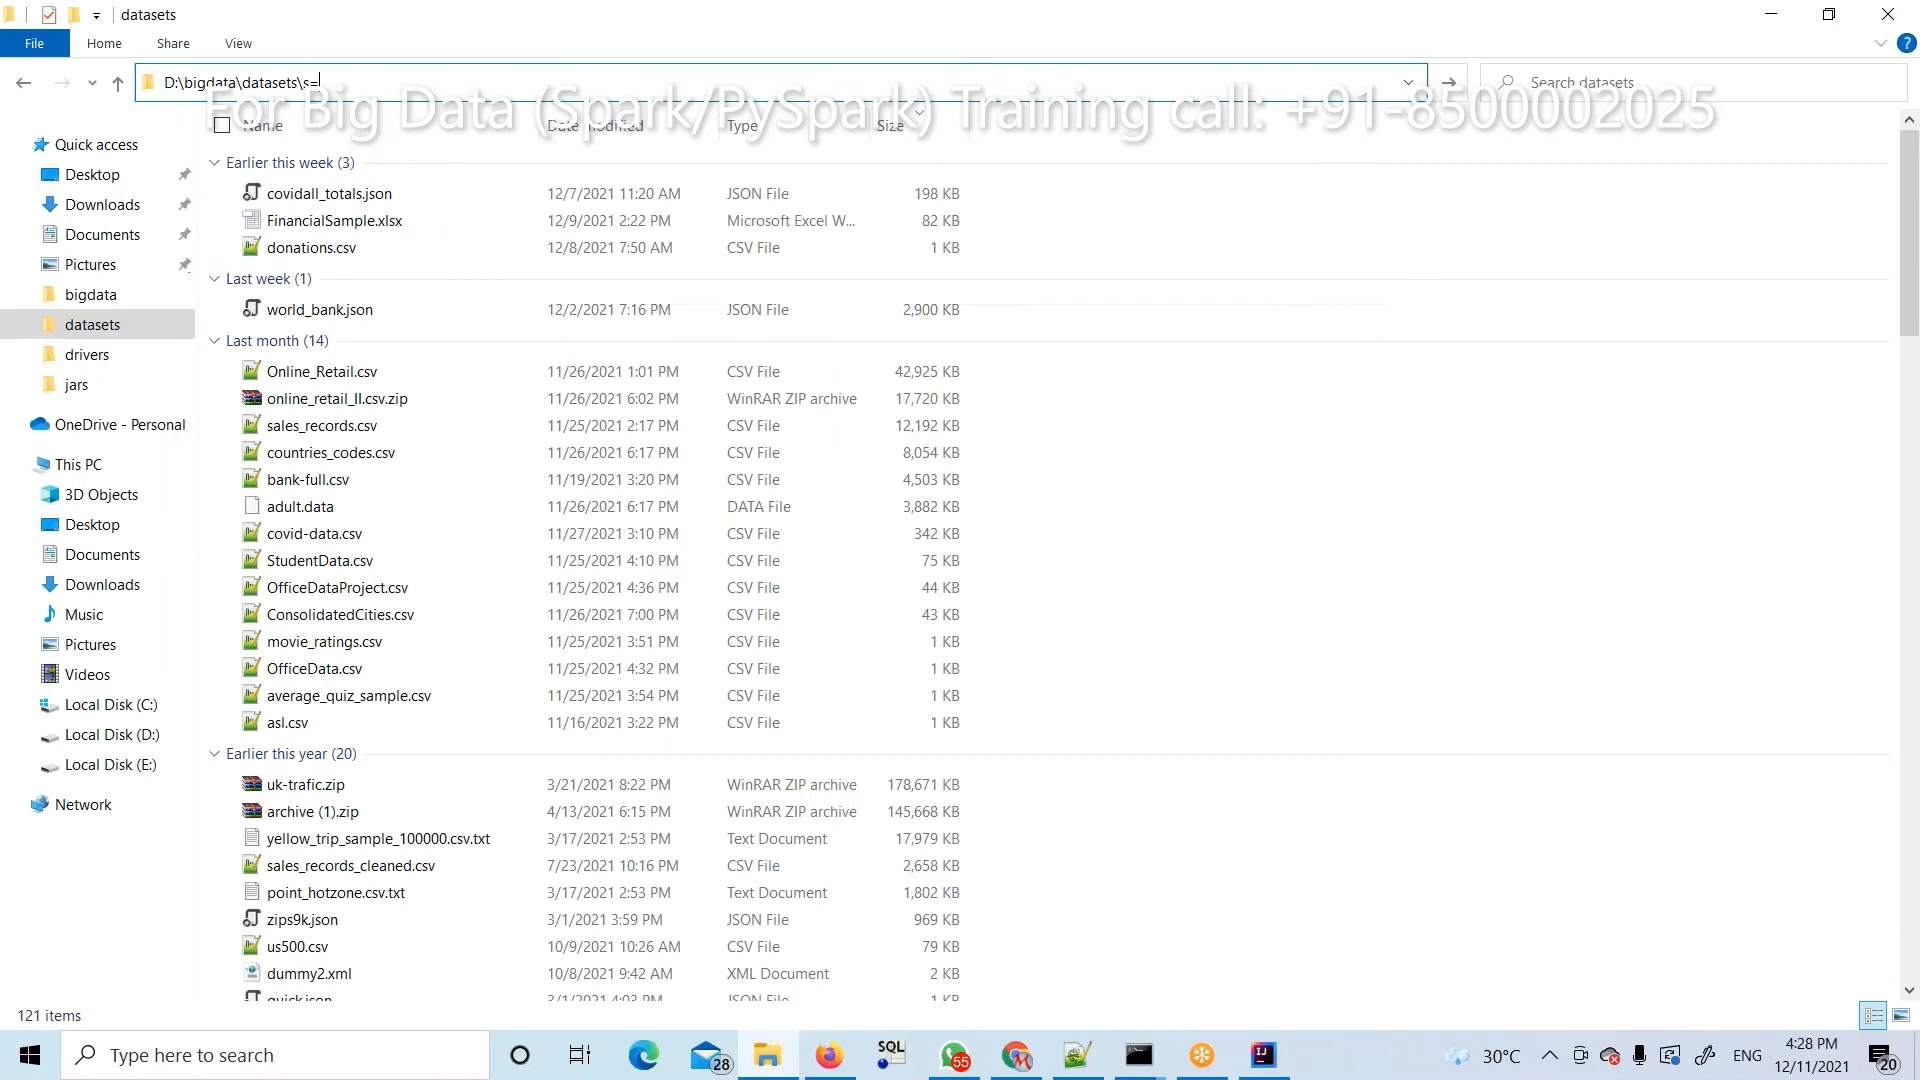 datasets
File Home Share View
D:\bigdata\datasets\s=
Search datasets
For Big Data (Spark/PySpark) Training call: +91-8500002025
Name Date modified Type Size
Quick access
Desktop
Downloads
Documents
Pictures
bigdata
datasets
drivers
jars
OneDrive - Personal
This PC
3D Objects
Desktop
Documents
Downloads
Music
Pictures
Videos
Local Disk (C:)
Local Disk (D:)
Local Disk (E:)
Network
Earlier this week (3)
covidall_totals.json 12/7/2021 11:20 AM JSON File 198 KB
FinancialSample.xlsx 12/9/2021 2:22 PM Microsoft Excel W... 82 KB
donations.csv 12/8/2021 7:50 AM CSV File 1 KB
Last week (1)
world_bank.json 12/2/2021 7:16 PM JSON File 2,900 KB
Last month (14)
Online_Retail.csv 11/26/2021 1:01 PM CSV File 42,925 KB
online_retail_II.csv.zip 11/26/2021 6:02 PM WinRAR ZIP archive 17,720 KB
sales_records.csv 11/25/2021 2:17 PM CSV File 12,192 KB
countries_codes.csv 11/26/2021 6:17 PM CSV File 8,054 KB
bank-full.csv 11/19/2021 3:20 PM CSV File 4,503 KB
adult.data 11/26/2021 6:17 PM DATA File 3,882 KB
covid-data.csv 11/27/2021 3:10 PM CSV File 342 KB
StudentData.csv 11/25/2021 4:10 PM CSV File 75 KB
OfficeDataProject.csv 11/25/2021 4:36 PM CSV File 44 KB
ConsolidatedCities.csv 11/26/2021 7:00 PM CSV File 43 KB
movie_ratings.csv 11/25/2021 3:51 PM CSV File 1 KB
OfficeData.csv 11/25/2021 4:32 PM CSV File 1 KB
average_quiz_sample.csv 11/25/2021 3:54 PM CSV File 1 KB
asl.csv 11/16/2021 3:22 PM CSV File 1 KB
Earlier this year (20)
uk-trafic.zip 3/21/2021 8:22 PM WinRAR ZIP archive 178,671 KB
archive (1).zip 4/13/2021 6:15 PM WinRAR ZIP archive 145,668 KB
yellow_trip_sample_100000.csv.txt 3/17/2021 2:53 PM Text Document 17,979 KB
sales_records_cleaned.csv 7/23/2021 10:16 PM CSV File 2,658 KB
point_hotzone.csv.txt 3/17/2021 2:53 PM Text Document 1,802 KB
zips9k.json 3/1/2021 3:59 PM JSON File 969 KB
us500.csv 10/9/2021 10:26 AM CSV File 79 KB
dummy2.xml 10/8/2021 9:42 AM XML Document 2 KB
quick.json 3/1/2021 4:03 PM JSON File 1 KB
121 items
Type here to search
28
SQL
55
IJ
30°C
ENG
4:28 PM
12/11/2021
20